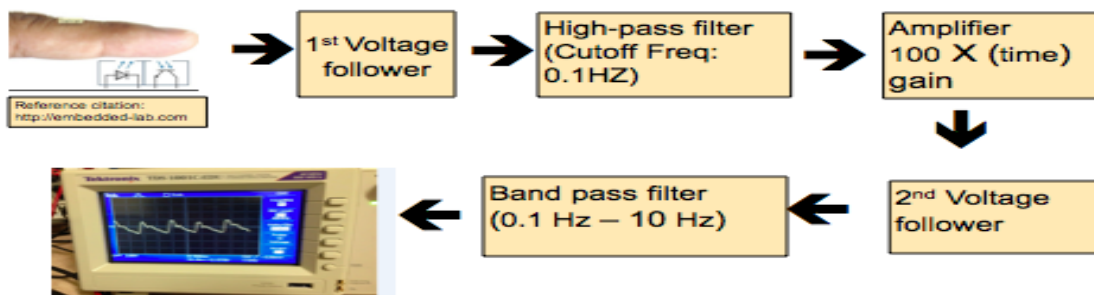 1st Voltage
follower
High-pass filter
(Cutoff Freq:
0.1HZ)
Amplifier
100 X (time)
gain
Reference citation:
http://embedded-lab.com
2nd Voltage
follower
Band pass filter
(0.1 Hz – 10 Hz)
Tektronix